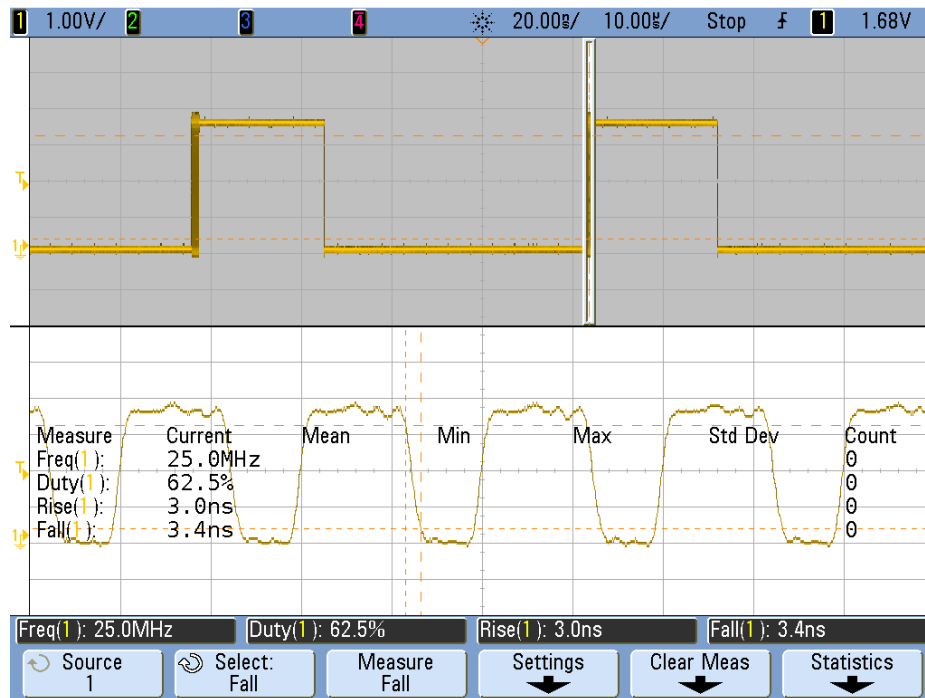 1 1.00V/ 2 3 4 20.00ns/ 10.00us/ Stop 1 1.68V
T
1
Measure Current Mean Min Max Std Dev Count
Freq(1): 25.0MHz 0
T
Duty(1): 62.5% 0
Rise(1): 3.0ns 0
Fall(1): 3.4ns 0
1
Freq(1): 25.0MHz Duty(1): 62.5% Rise(1): 3.0ns Fall(1): 3.4ns
Source Select: Measure Settings Clear Meas Statistics
1 Fall Fall